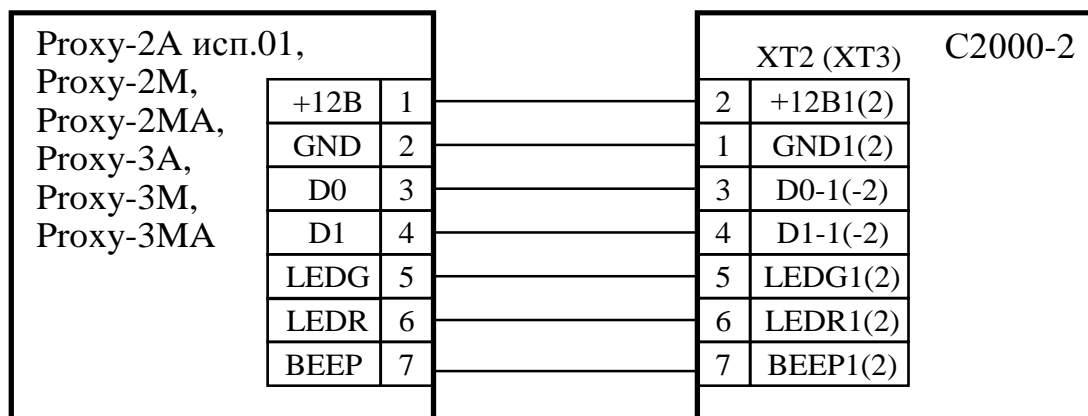 Proxy-2A исп.01,
Proxy-2M,
Proxy-2MA,
Proxy-3A,
Proxy-3M,
Proxy-3MA
+12В 1
GND 2
D0 3
D1 4
LEDG 5
LEDR 6
BEEP 7
С2000-2
XT2 (XT3)
2 +12В1(2)
1 GND1(2)
3 D0-1(-2)
4 D1-1(-2)
5 LEDG1(2)
6 LEDR1(2)
7 BEEP1(2)